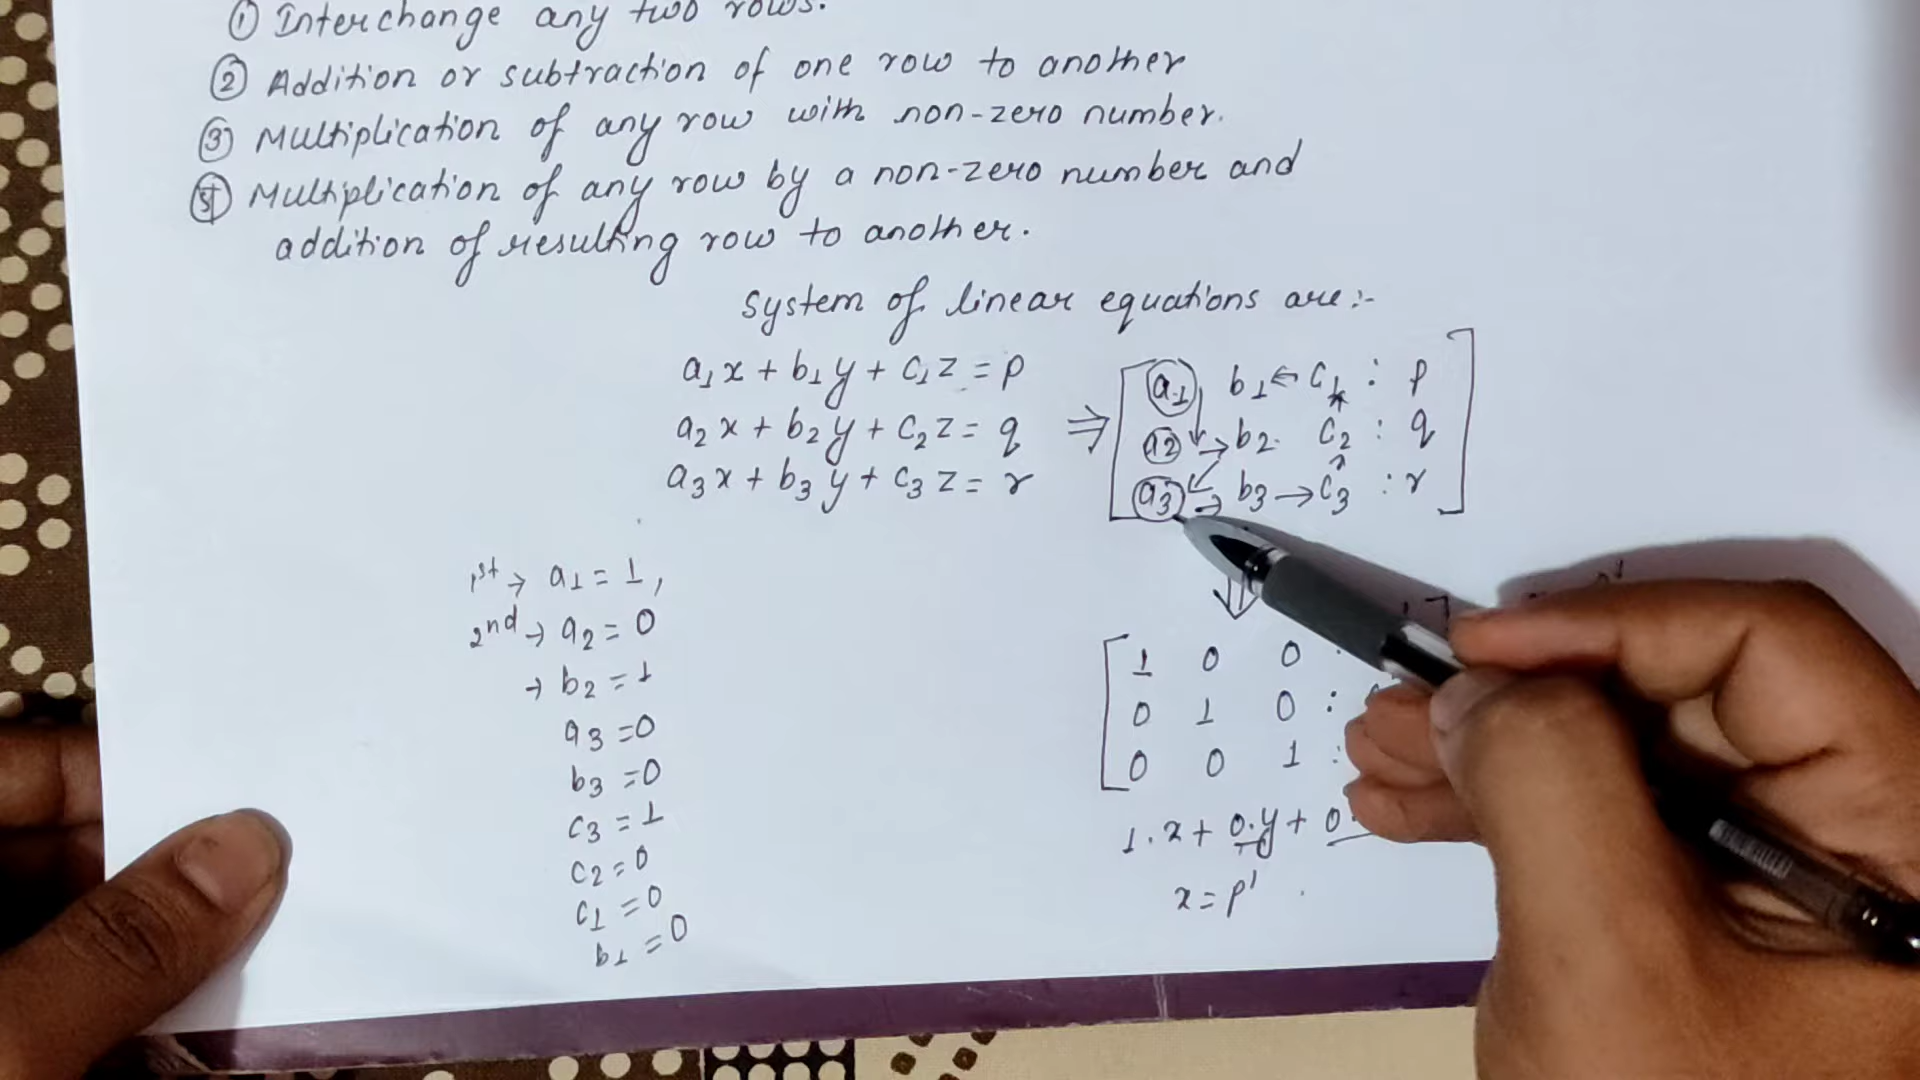 ① Interchange any two rows.
② Addition or subtraction of one row to another
③ Multiplication of any row with non-zero number.
Multiplication of any row by a non-zero number and
addition of resulting row to another.
System of linear equations are:-
a₁x + b₁y + c₁z = p
a₂x + b₂y + c₂z = q
a₃x + b₃y + c₃z = r
⇒
a₁ b₁ ← c₁ : p
a₂ → b₂ c₂ : q
a₃ → b₃ → c₃ : r
1st → a₁ = 1,
2nd → a₂ = 0
→ b₂ = 1
a₃ = 0
b₃ = 0
c₃ = 1
c₂ = 0
c₁ = 0
b₁ = 0
1 0 0
0 1 0 :
0 0 1 :
1.x + 0.y + 0.
x = p'